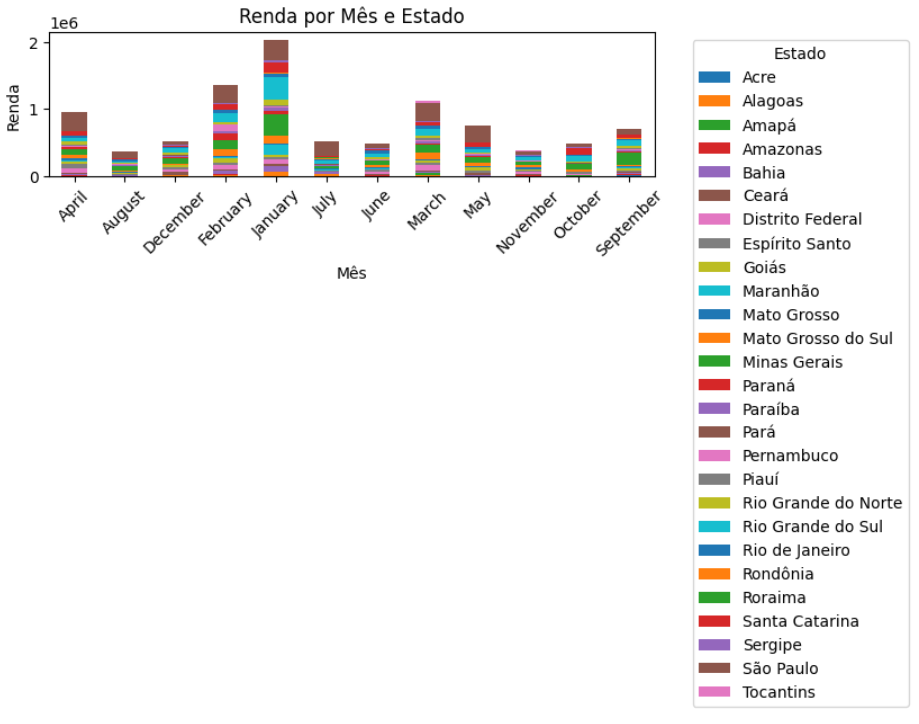 Renda por Mês e Estado
1e6
2
1
0
Renda
April
August
December
February
January
July
June
March
May
November
October
September
Mês
Estado
Acre
Alagoas
Amapá
Amazonas
Bahia
Ceará
Distrito Federal
Espírito Santo
Goiás
Maranhão
Mato Grosso
Mato Grosso do Sul
Minas Gerais
Paraná
Paraíba
Pará
Pernambuco
Piauí
Rio Grande do Norte
Rio Grande do Sul
Rio de Janeiro
Rondônia
Roraima
Santa Catarina
Sergipe
São Paulo
Tocantins